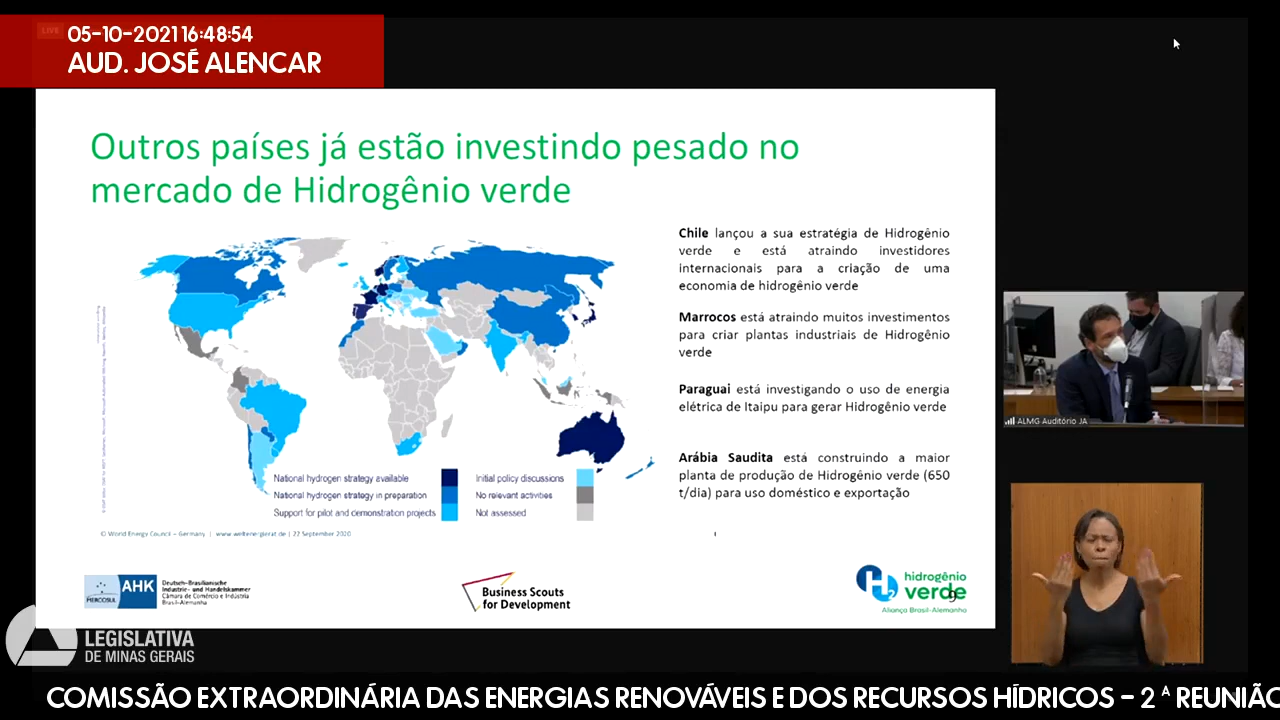 LIVE
05-10-2021 16:48:54
AUD. JOSÉ ALENCAR
Outros países já estão investindo pesado no
mercado de Hidrogênio verde
Chile lançou a sua estratégia de Hidrogênio
verde e está atraindo investidores
internacionais para a criação de uma
economia de hidrogênio verde
Marrocos está atraindo muitos investimentos
para criar plantas industriais de Hidrogênio
verde
Paraguai está investigando o uso de energia
elétrica de Itaipu para gerar Hidrogênio verde
Arábia Saudita está construindo a maior
planta de produção de Hidrogênio verde (650
t/dia) para uso doméstico e exportação
National hydrogen strategy available
National hydrogen strategy in preparation
Support for pilot and demonstration projects
Initial policy discussions
No relevant activities
Not assessed
© World Energy Council – Germany | www.weltenergierat.de | 22 September 2020
AHK
MERCOSUL
Deutsch-Brasilianische
Industrie- und Handelskammer
Câmara de Comércio e Indústria
Brasil-Alemanha
Business Scouts
for Development
hidrogênio
verde
Aliança Brasil-Alemanha
9
ALMG Auditório JA
LEGISLATIVA
DE MINAS GERAIS
COMISSÃO EXTRAORDINÁRIA DAS ENERGIAS RENOVÁVEIS E DOS RECURSOS HÍDRICOS – 2ª REUNIÃO